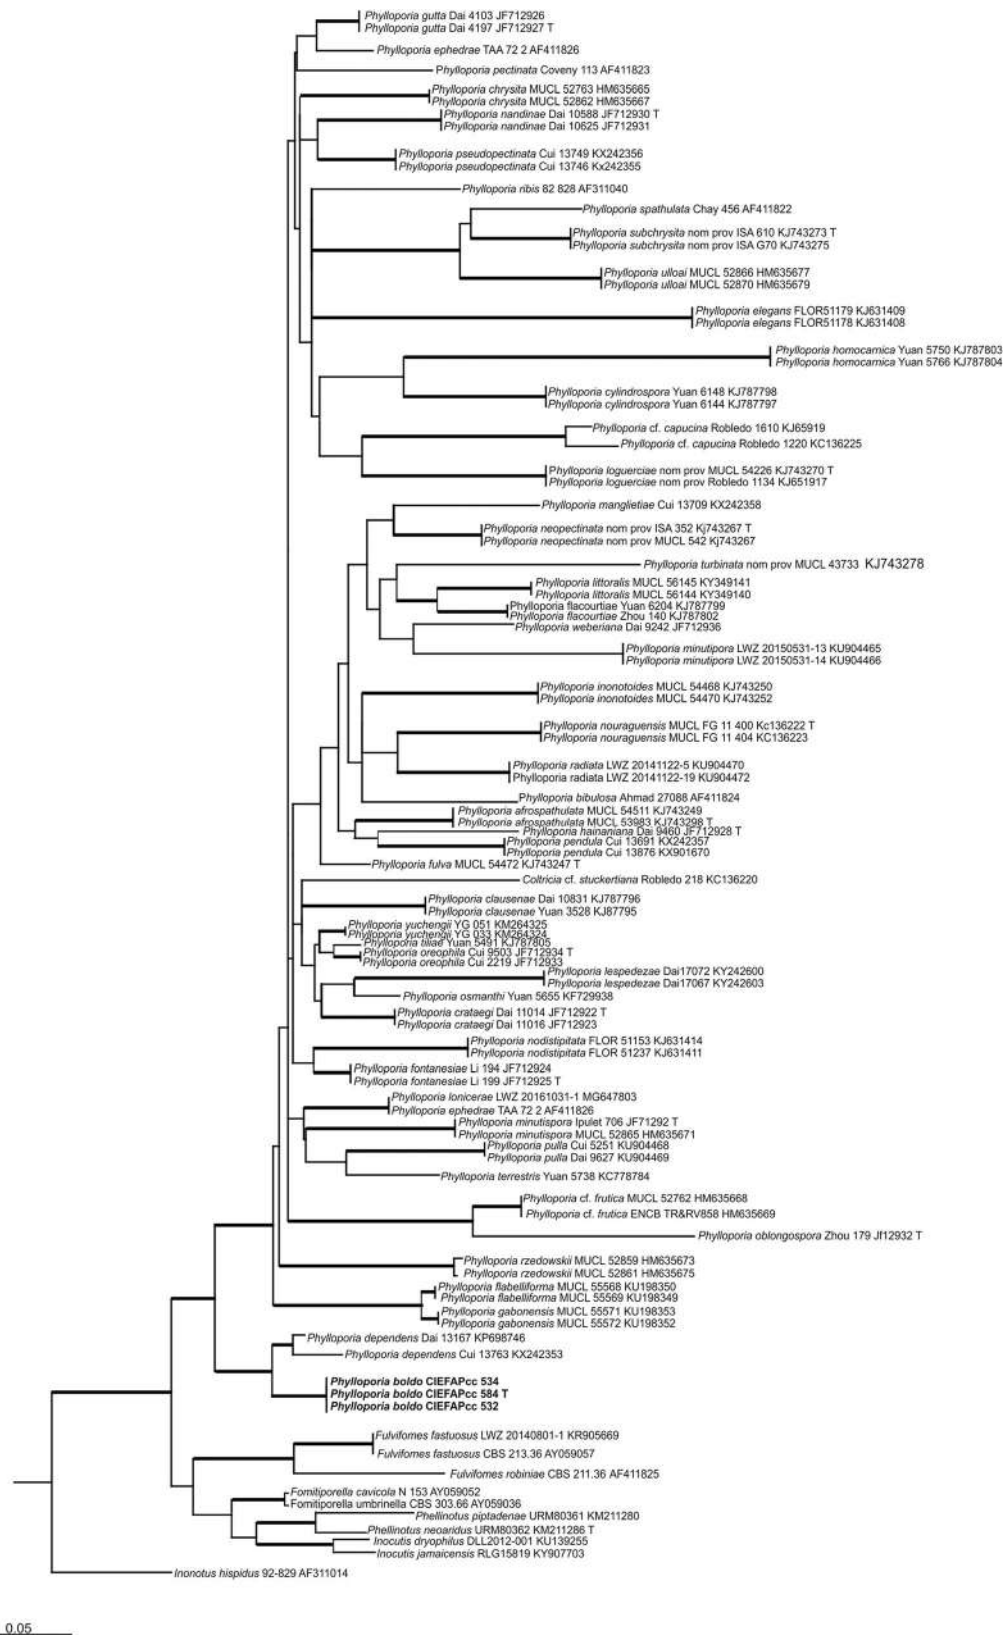 Phylloporia gutta Dai 4103 JF712926
Phylloporia gutta Dai 4197 JF712927 T
Phylloporia ephedrae TAA 72 2 AF411826
Phylloporia pectinata Coveny 113 AF411823
Phylloporia chrysita MUCL 52763 HM635665
Phylloporia chrysita MUCL 52862 HM635667
Phylloporia nandinae Dai 10588 JF712930 T
Phylloporia nandinae Dai 10625 JF712931
Phylloporia pseudopectinata Cui 13749 KX242356
Phylloporia pseudopectinata Cui 13746 Kx242355
Phylloporia ribis 82 828 AF311040
Phylloporia spathulata Chay 456 AF411822
Phylloporia subchrysita nom prov ISA 610 KJ743273 T
Phylloporia subchrysita nom prov ISA G70 KJ743275
Phylloporia ulloai MUCL 52866 HM635677
Phylloporia ulloai MUCL 52870 HM635679
Phylloporia elegans FLOR51179 KJ631409
Phylloporia elegans FLOR51178 KJ631408
Phylloporia homocarnica Yuan 5750 KJ787803
Phylloporia homocarnica Yuan 5766 KJ787804
Phylloporia cylindrospora Yuan 6148 KJ787798
Phylloporia cylindrospora Yuan 6144 KJ787797
Phylloporia cf. capucina Robledo 1610 KJ65919
Phylloporia cf. capucina Robledo 1220 KC136225
Phylloporia loguerciae nom prov MUCL 54226 KJ743270 T
Phylloporia loguerciae nom prov Robledo 1134 KJ651917
Phylloporia manglietiae Cui 13709 KX242358
Phylloporia neopectinata nom prov ISA 352 Kj743267 T
Phylloporia neopectinata nom prov MUCL 542 Kj743267
Phylloporia turbinata nom prov MUCL 43733 KJ743278
Phylloporia littoralis MUCL 56145 KY349141
Phylloporia littoralis MUCL 56144 KY349140
Phylloporia flacourtiae Yuan 6204 KJ787799
Phylloporia flacourtiae Zhou 140 KJ787802
Phylloporia weberiana Dai 9242 JF712936
Phylloporia minutipora LWZ 20150531-13 KU904465
Phylloporia minutipora LWZ 20150531-14 KU904466
Phylloporia inonotoides MUCL 54468 KJ743250
Phylloporia inonotoides MUCL 54470 KJ743252
Phylloporia nouraguensis MUCL FG 11 400 Kc136222 T
Phylloporia nouraguensis MUCL FG 11 404 KC136223
Phylloporia radiata LWZ 20141122-5 KU904470
Phylloporia radiata LWZ 20141122-19 KU904472
Phylloporia bibulosa Ahmad 27088 AF411824
Phylloporia afrospathulata MUCL 54511 KJ743249
Phylloporia afrospathulata MUCL 53983 KJ743298 T
Phylloporia hainaniana Dai 9460 JF712928 T
Phylloporia pendula Cui 13691 KX242357
Phylloporia pendula Cui 13876 KX901670
Phylloporia fulva MUCL 54472 KJ743247 T
Coltricia cf. stuckertiana Robledo 218 KC136220
Phylloporia clausenae Dai 10831 KJ787796
Phylloporia clausenae Yuan 3528 KJ87795
Phylloporia yuchengii YG 051 KM264325
Phylloporia yuchengii YG 033 KM264324
Phylloporia tiliae Yuan 5491 KJ787805
Phylloporia oreophila Cui 9503 JF712934 T
Phylloporia oreophila Cui 2219 JF712933
Phylloporia lespedezae Dai17072 KY242600
Phylloporia lespedezae Dai17067 KY242603
Phylloporia osmanthi Yuan 5655 KF729938
Phylloporia crataegi Dai 11014 JF712922 T
Phylloporia crataegi Dai 11016 JF712923
Phylloporia nodistipitata FLOR 51153 KJ631414
Phylloporia nodistipitata FLOR 51237 KJ631411
Phylloporia fontanesiae Li 194 JF712924
Phylloporia fontanesiae Li 199 JF712925 T
Phylloporia lonicerae LWZ 20161031-1 MG647803
Phylloporia ephedrae TAA 72 2 AF411826
Phylloporia minutispora Ipulet 706 JF71292 T
Phylloporia minutispora MUCL 52865 HM635671
Phylloporia pulla Cui 5251 KU904468
Phylloporia pulla Dai 9627 KU904469
Phylloporia terrestris Yuan 5738 KC778784
Phylloporia cf. frutica MUCL 52762 HM635668
Phylloporia cf. frutica ENCB TR&RV858 HM635669
Phylloporia oblongospora Zhou 179 Jf12932 T
Phylloporia rzedowskii MUCL 52859 HM635673
Phylloporia rzedowskii MUCL 52861 HM635675
Phylloporia flabelliforma MUCL 55568 KU198350
Phylloporia flabelliforma MUCL 55569 KU198349
Phylloporia gabonensis MUCL 55571 KU198353
Phylloporia gabonensis MUCL 55572 KU198352
Phylloporia dependens Dai 13167 KP698746
Phylloporia dependens Cui 13763 KX242353
Phylloporia boldo CIEFAPcc 534
Phylloporia boldo CIEFAPcc 584 T
Phylloporia boldo CIEFAPcc 532
Fulvifomes fastuosus LWZ 20140801-1 KR905669
Fulvifomes fastuosus CBS 213.36 AY059057
Fulvifomes robiniae CBS 211.36 AF411825
Fomitiporella cavicola N 153 AY059052
Fomitiporella umbrinella CBS 303.66 AY059036
Phellinotus piptadenae URM80361 KM211280
Phellinotus neoaridus URM80362 KM211286 T
Inocutis dryophilus DLL2012-001 KU139255
Inocutis jamaicensis RLG15819 KY907703
Inonotus hispidus 92-829 AF311014
0.05